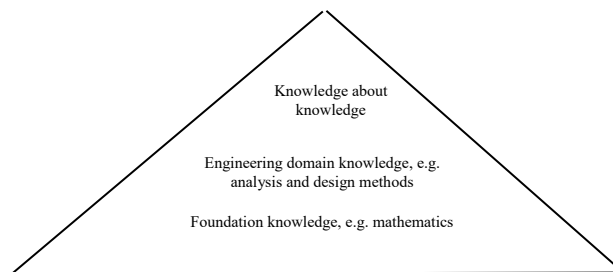 Knowledge about
knowledge
Engineering domain knowledge, e.g.
analysis and design methods
Foundation knowledge, e.g. mathematics